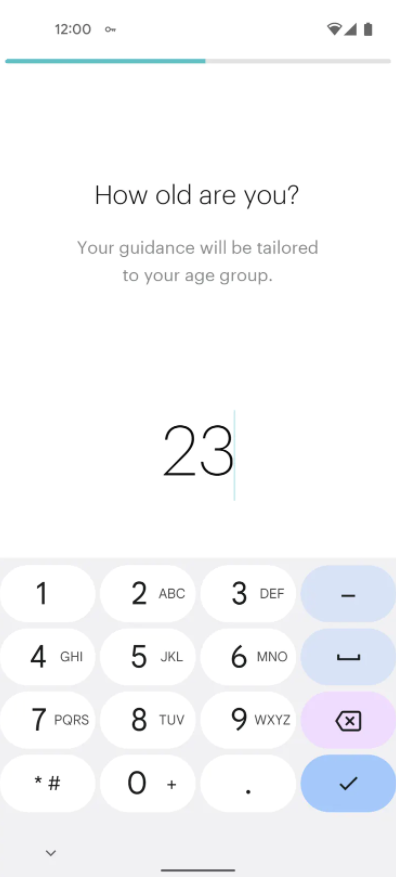 12:00
How old are you?
Your guidance will be tailored
to your age group.
23
1 2 ABC 3 DEF –
4 GHI 5 JKL 6 MNO
7 PQRS 8 TUV 9 WXYZ
* # 0 + .